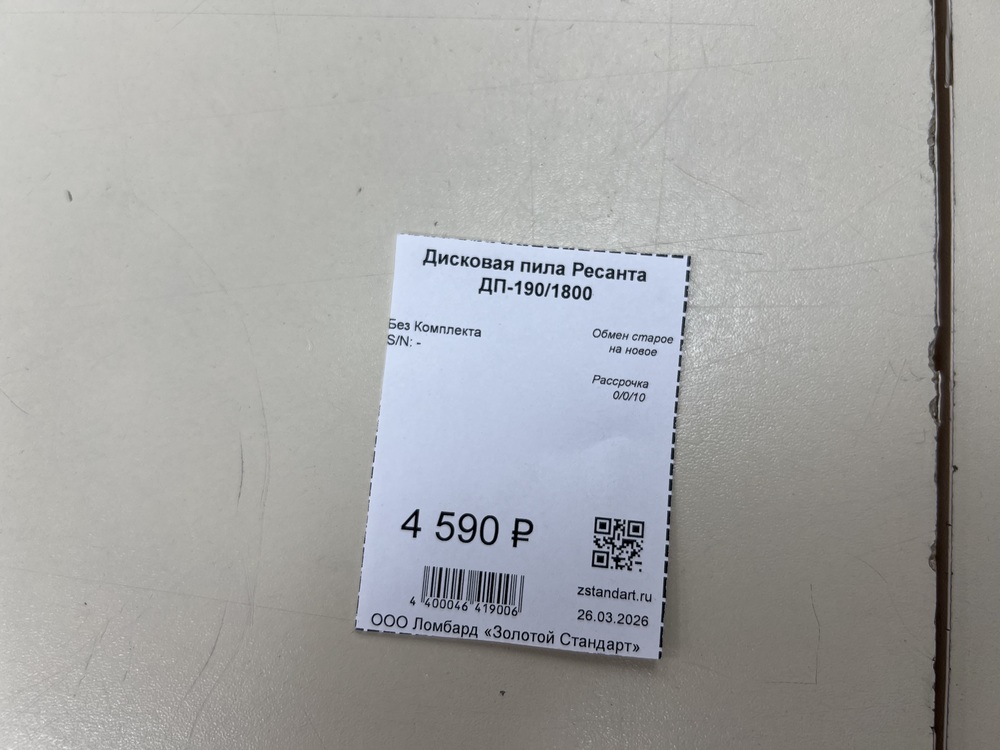 Дисковая пила Ресанта
ДП-190/1800
Без Комплекта
S/N: -
Обмен старое
на новое
Рассрочка
0/0/10
4 590 ₽
4 400046 419006
zstandart.ru
26.03.2026
ООО Ломбард «Золотой Стандарт»